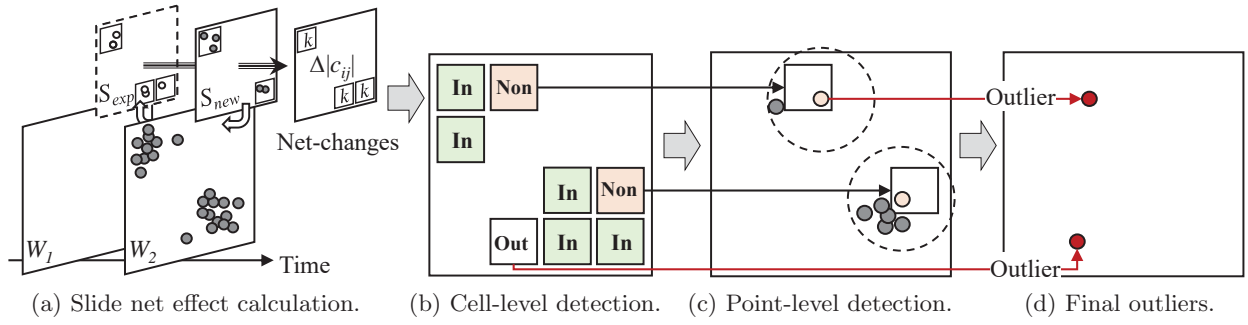 S_exp
S_new
k
Δ|c_ij|
k k
Net-changes
W_1
W_2
Time
In Non
In
In Non
Out In In
Outlier
Outlier
(a) Slide net effect calculation.
(b) Cell-level detection.
(c) Point-level detection.
(d) Final outliers.